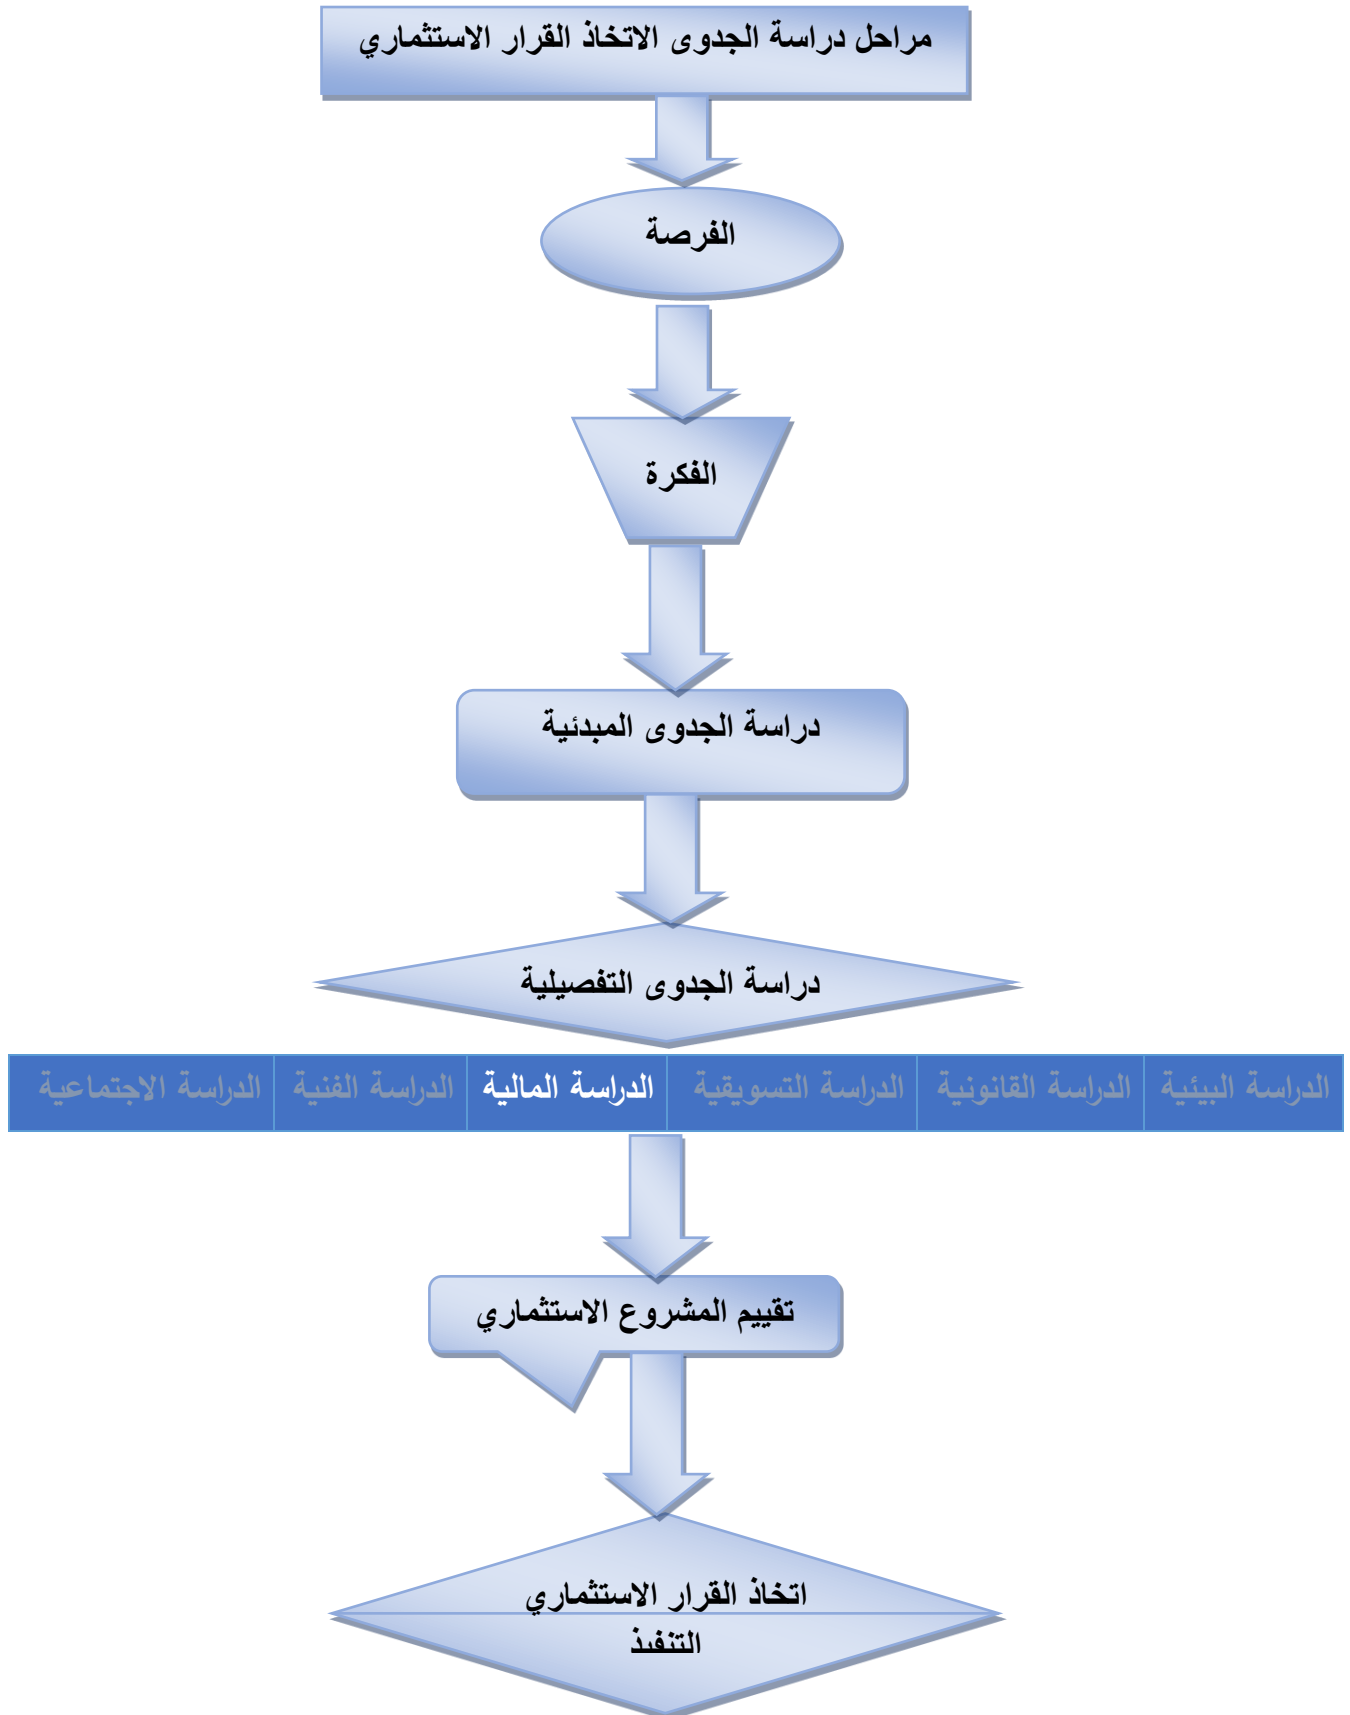 مراحل دراسة الجدوى الاتخاذ القرار الاستثماري
الفرصة
الفكرة
دراسة الجدوى المبدئية
دراسة الجدوى التفصيلية
الدراسة البيئية الدراسة القانونية الدراسة التسويقية الدراسة المالية الدراسة الفنية الدراسة الاجتماعية
تقييم المشروع الاستثماري
اتخاذ القرار الاستثماري
التنفيذ